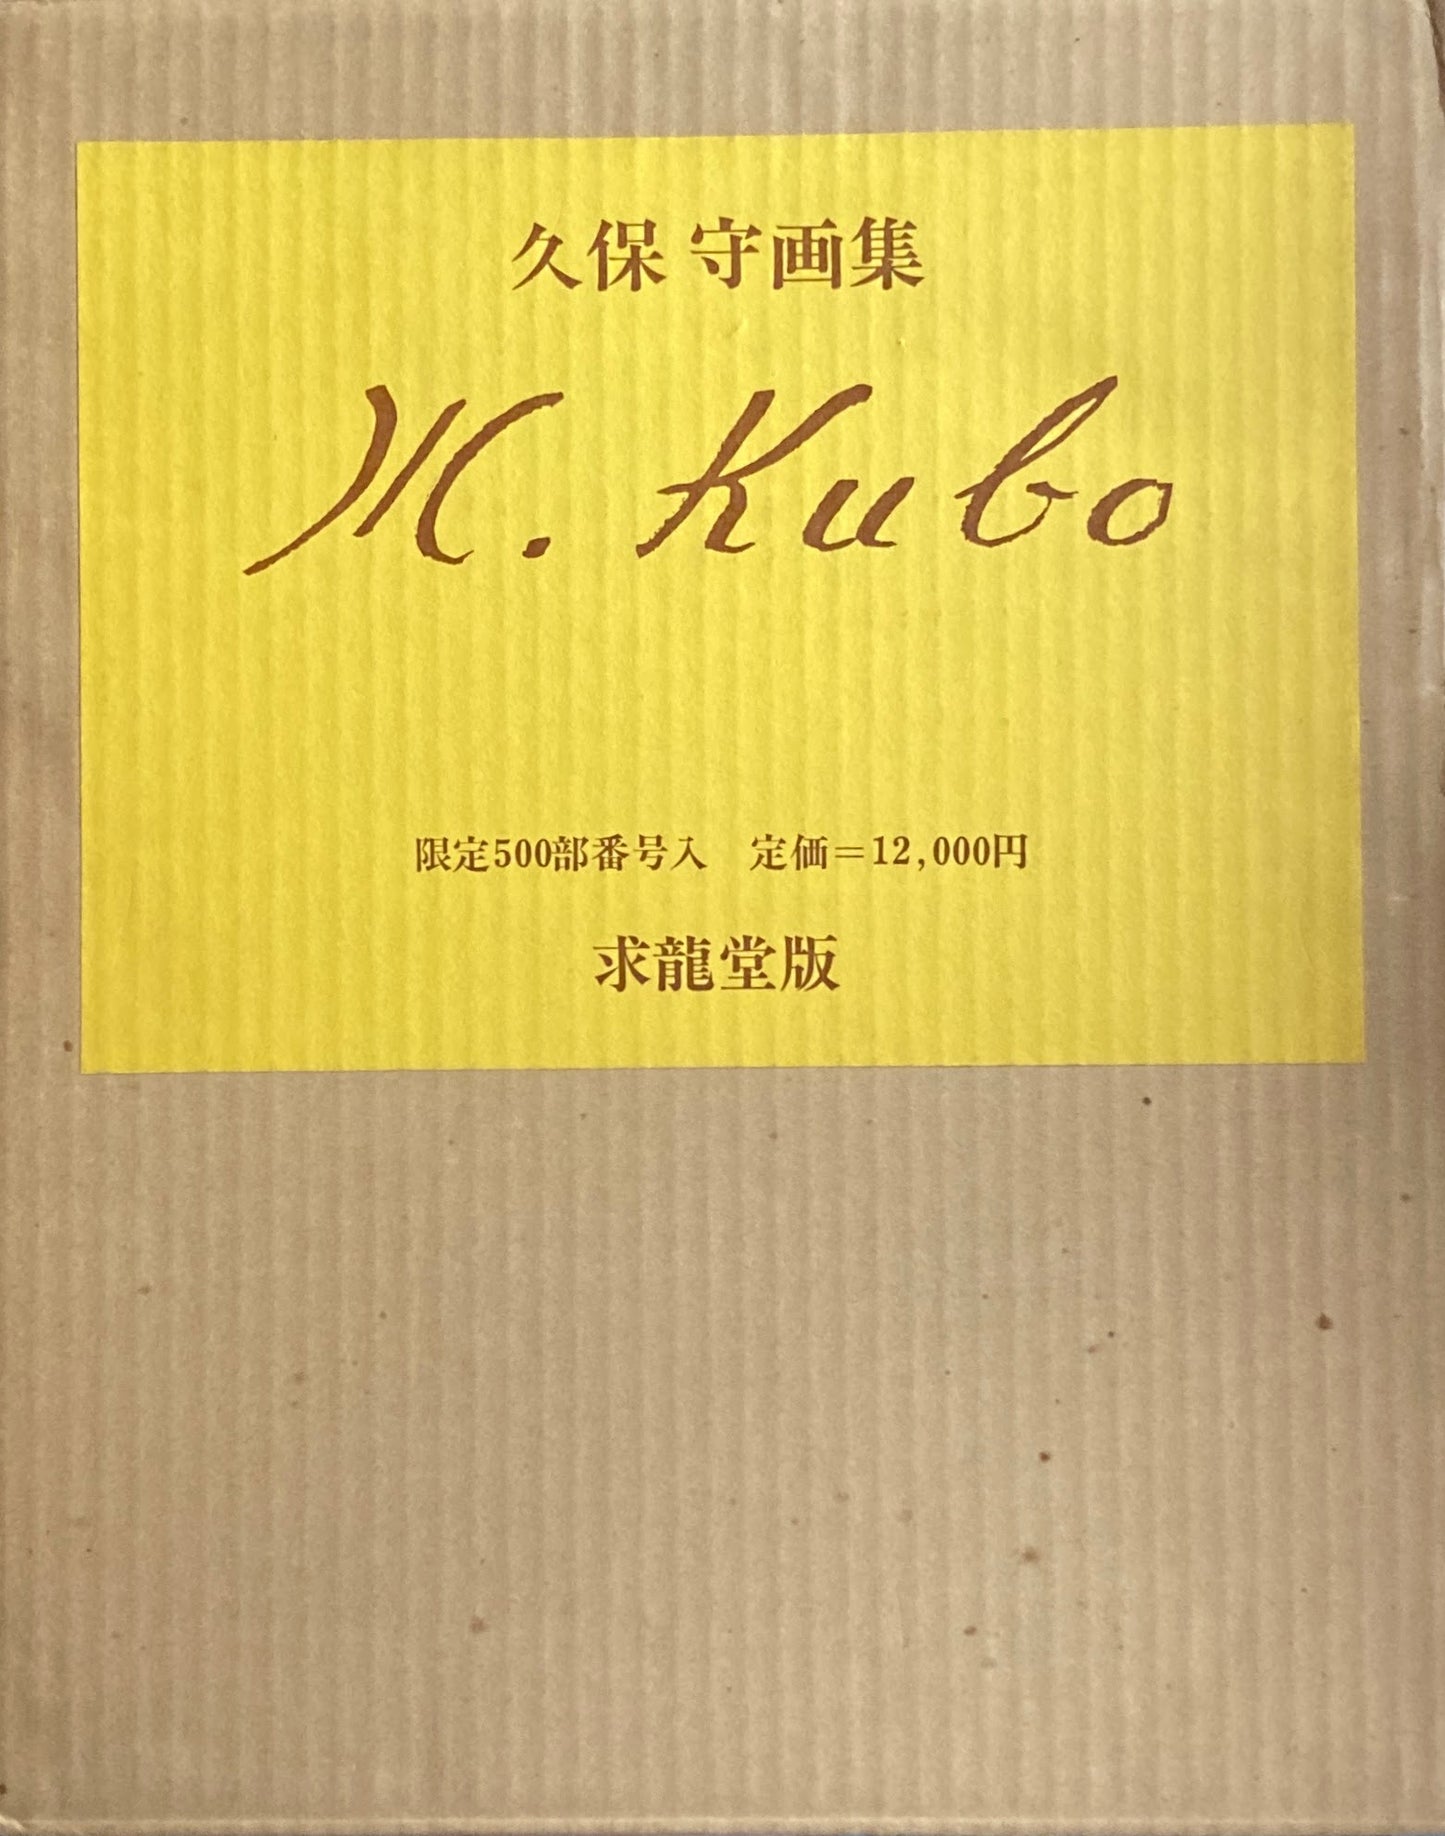 久保 守画集
M. Kubo
限定500部番号入　定価＝12,000円
求龍堂版